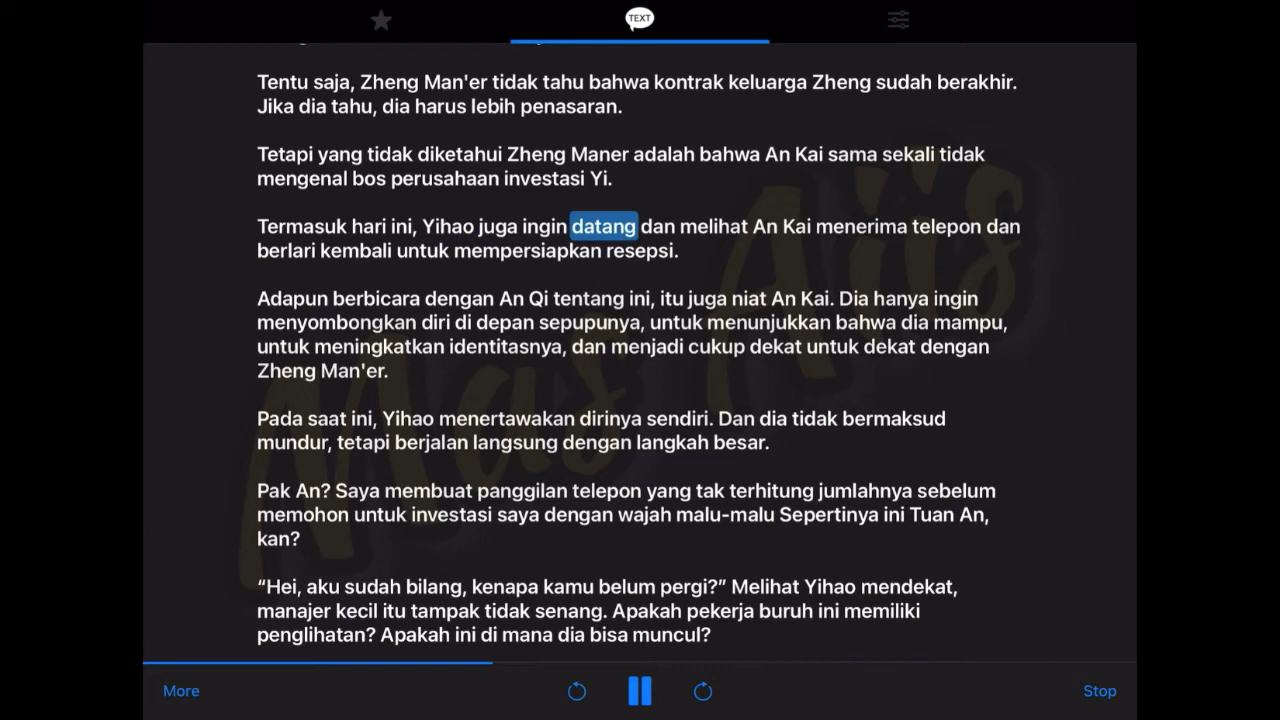 TEXT
Tentu saja, Zheng Man'er tidak tahu bahwa kontrak keluarga Zheng sudah berakhir.
Jika dia tahu, dia harus lebih penasaran.
Tetapi yang tidak diketahui Zheng Maner adalah bahwa An Kai sama sekali tidak
mengenal bos perusahaan investasi Yi.
Termasuk hari ini, Yihao juga ingin datang dan melihat An Kai menerima telepon dan
berlari kembali untuk mempersiapkan resepsi.
Adapun berbicara dengan An Qi tentang ini, itu juga niat An Kai. Dia hanya ingin
menyombongkan diri di depan sepupunya, untuk menunjukkan bahwa dia mampu,
untuk meningkatkan identitasnya, dan menjadi cukup dekat untuk dekat dengan
Zheng Man'er.
Pada saat ini, Yihao menertawakan dirinya sendiri. Dan dia tidak bermaksud
mundur, tetapi berjalan langsung dengan langkah besar.
Pak An? Saya membuat panggilan telepon yang tak terhitung jumlahnya sebelum
memohon untuk investasi saya dengan wajah malu-malu Sepertinya ini Tuan An,
kan?
“Hei, aku sudah bilang, kenapa kamu belum pergi?” Melihat Yihao mendekat,
manajer kecil itu tampak tidak senang. Apakah pekerja buruh ini memiliki
penglihatan? Apakah ini di mana dia bisa muncul?
Mas Aiis
More
Stop